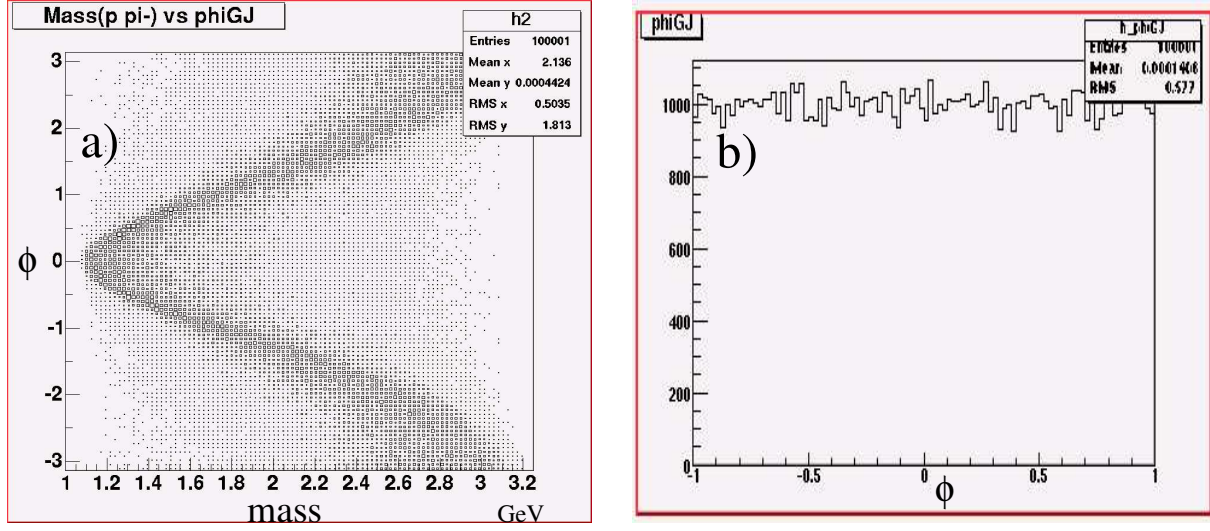 Mass(p pi-) vs phiGJ
h2
Entries 100001
Mean x 2.136
Mean y 0.0004424
RMS x 0.5035
RMS y 1.813
a)
3
2
1
0
-1
-2
-3
ϕ
1 1.2 1.4 1.6 1.8 2 2.2 2.4 2.6 2.8 3 3.2
mass GeV
phiGJ
h_phiGJ
Entries 100001
Mean
RMS 0.577
b)
1000
800
600
400
200
0
-1 -0.5 0 0.5 1
ϕ